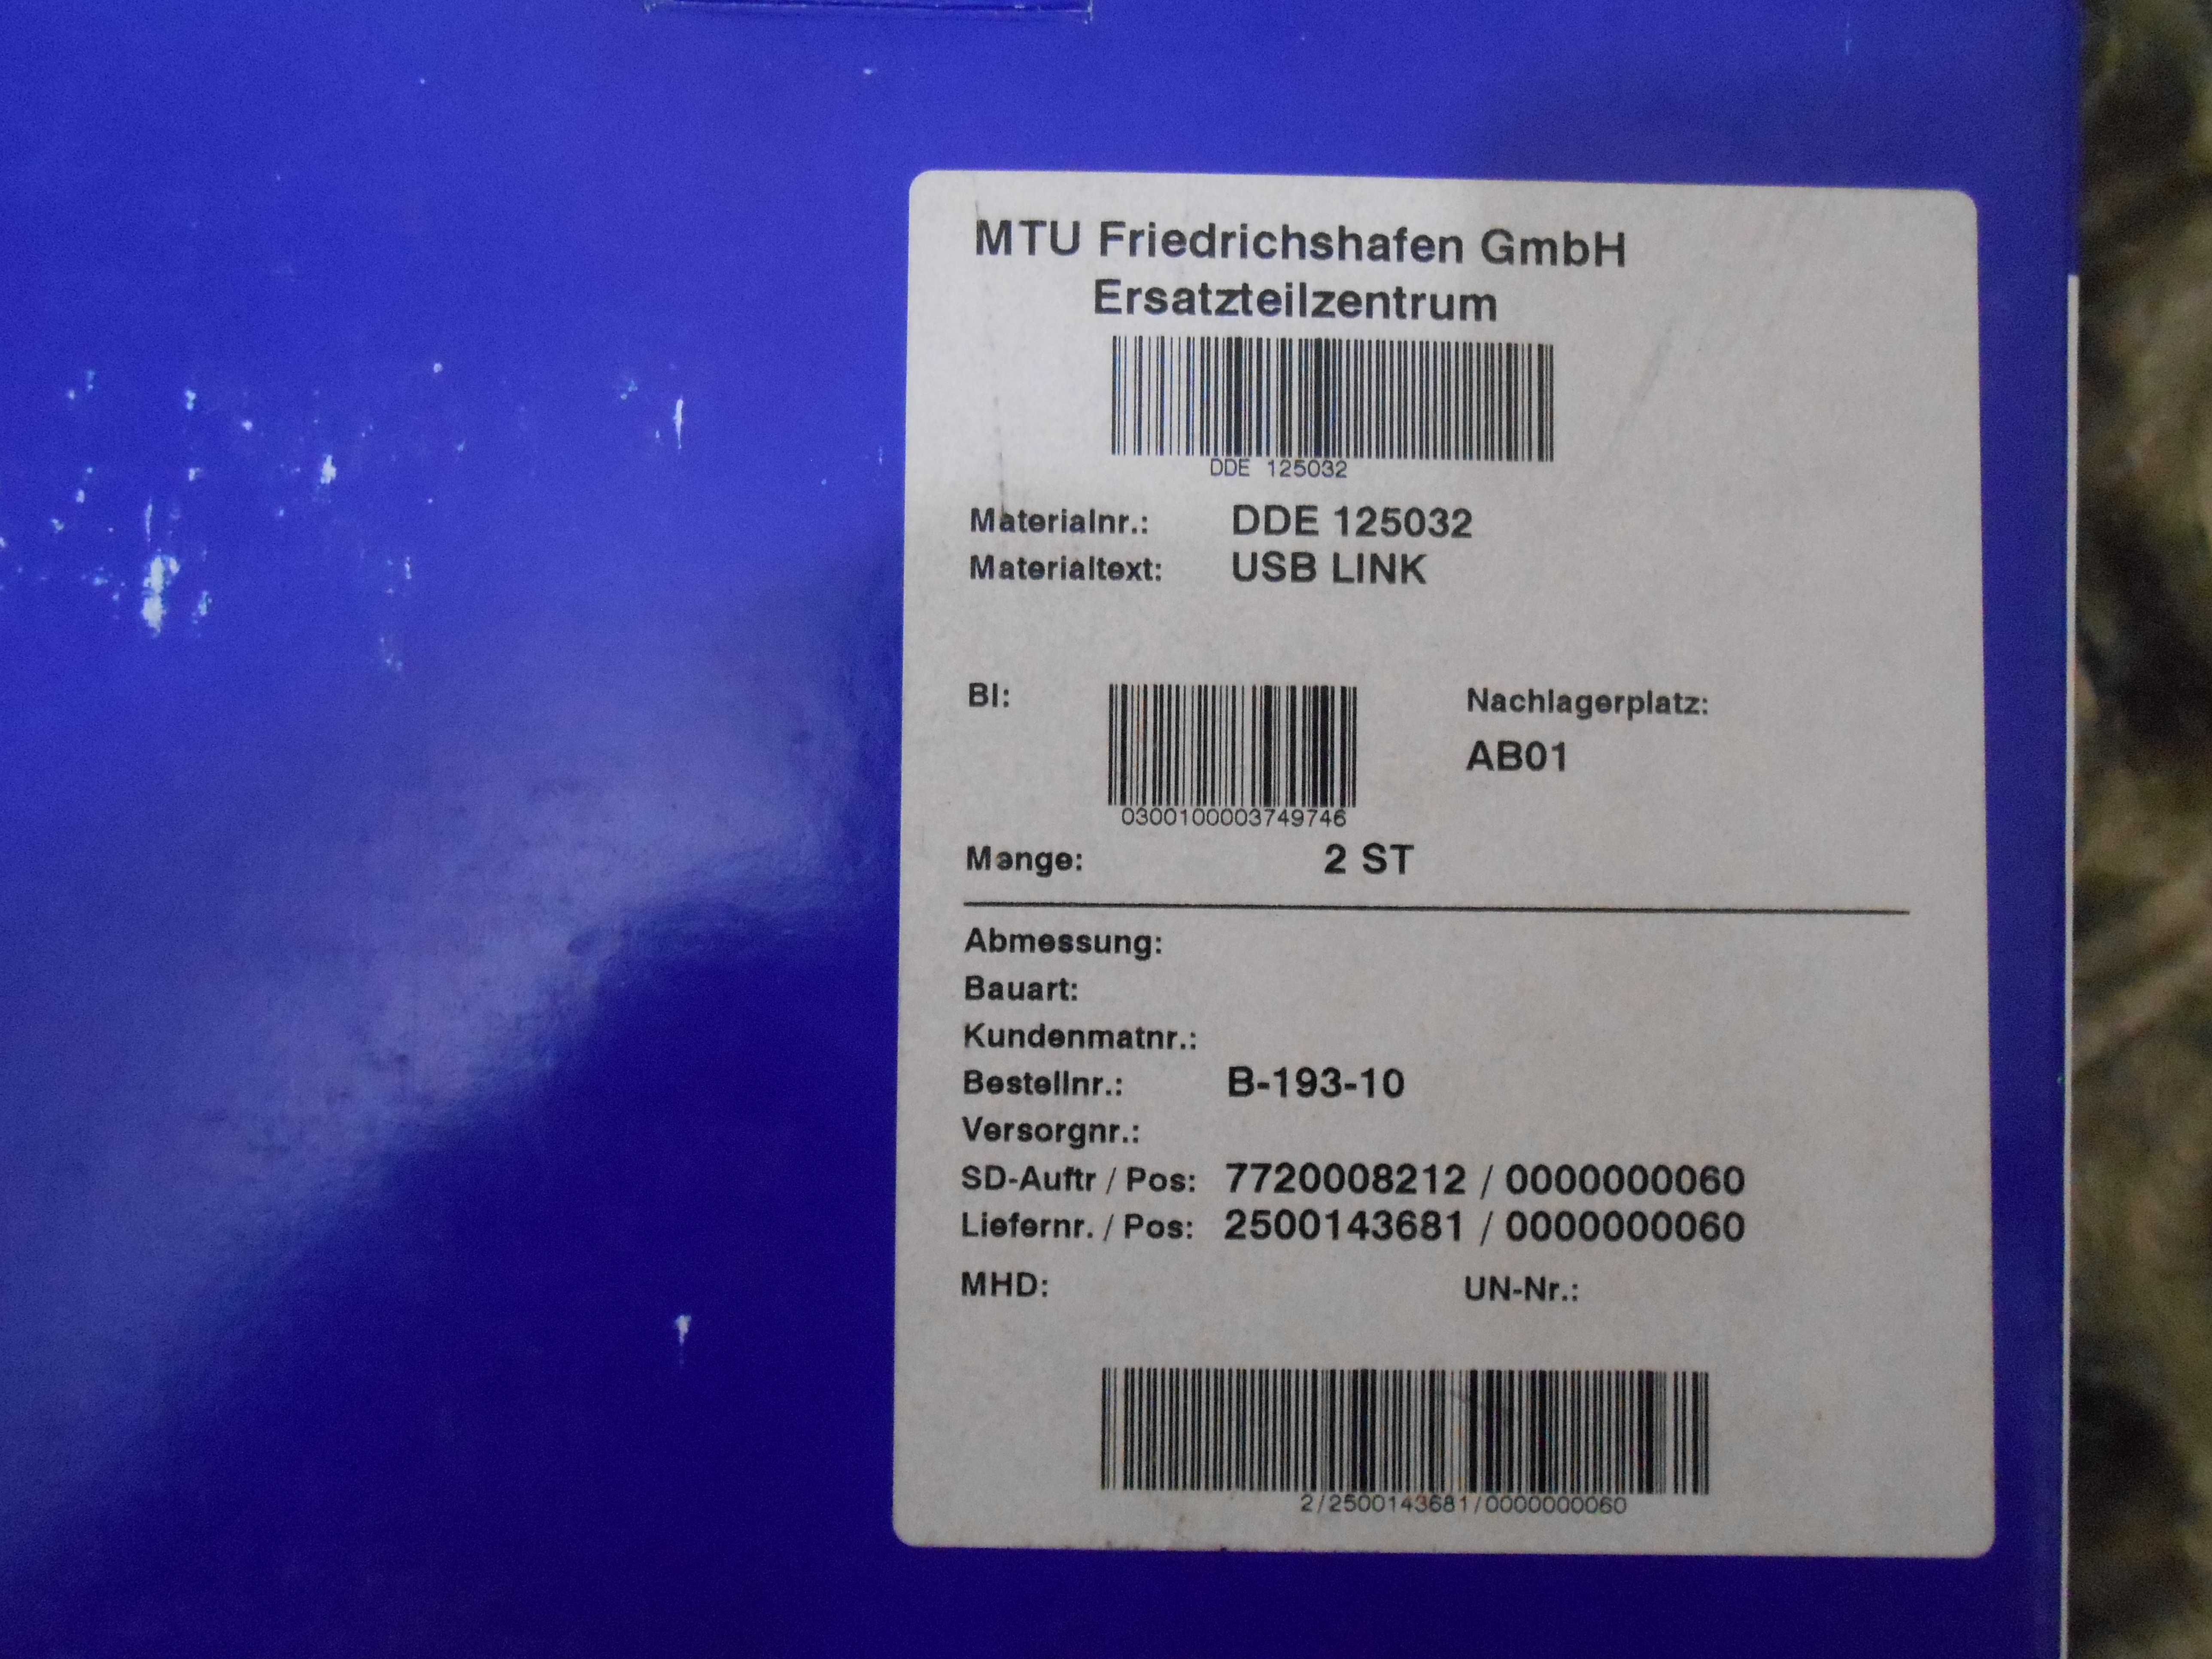 MTU Friedrichshafen GmbH
Ersatzteilzentrum
DDE 125032
Materialnr.: DDE 125032
Materialtext: USB LINK
BI: Nachlagerplatz:
AB01
0300100003749746
Menge: 2 ST
Abmessung:
Bauart:
Kundenmatnr.:
Bestellnr.: B-193-10
Versorgnr.:
SD-Auftr / Pos: 7720008212 / 0000000060
Liefernr. / Pos: 2500143681 / 0000000060
MHD: UN-Nr.:
2/2500143681/0000000060